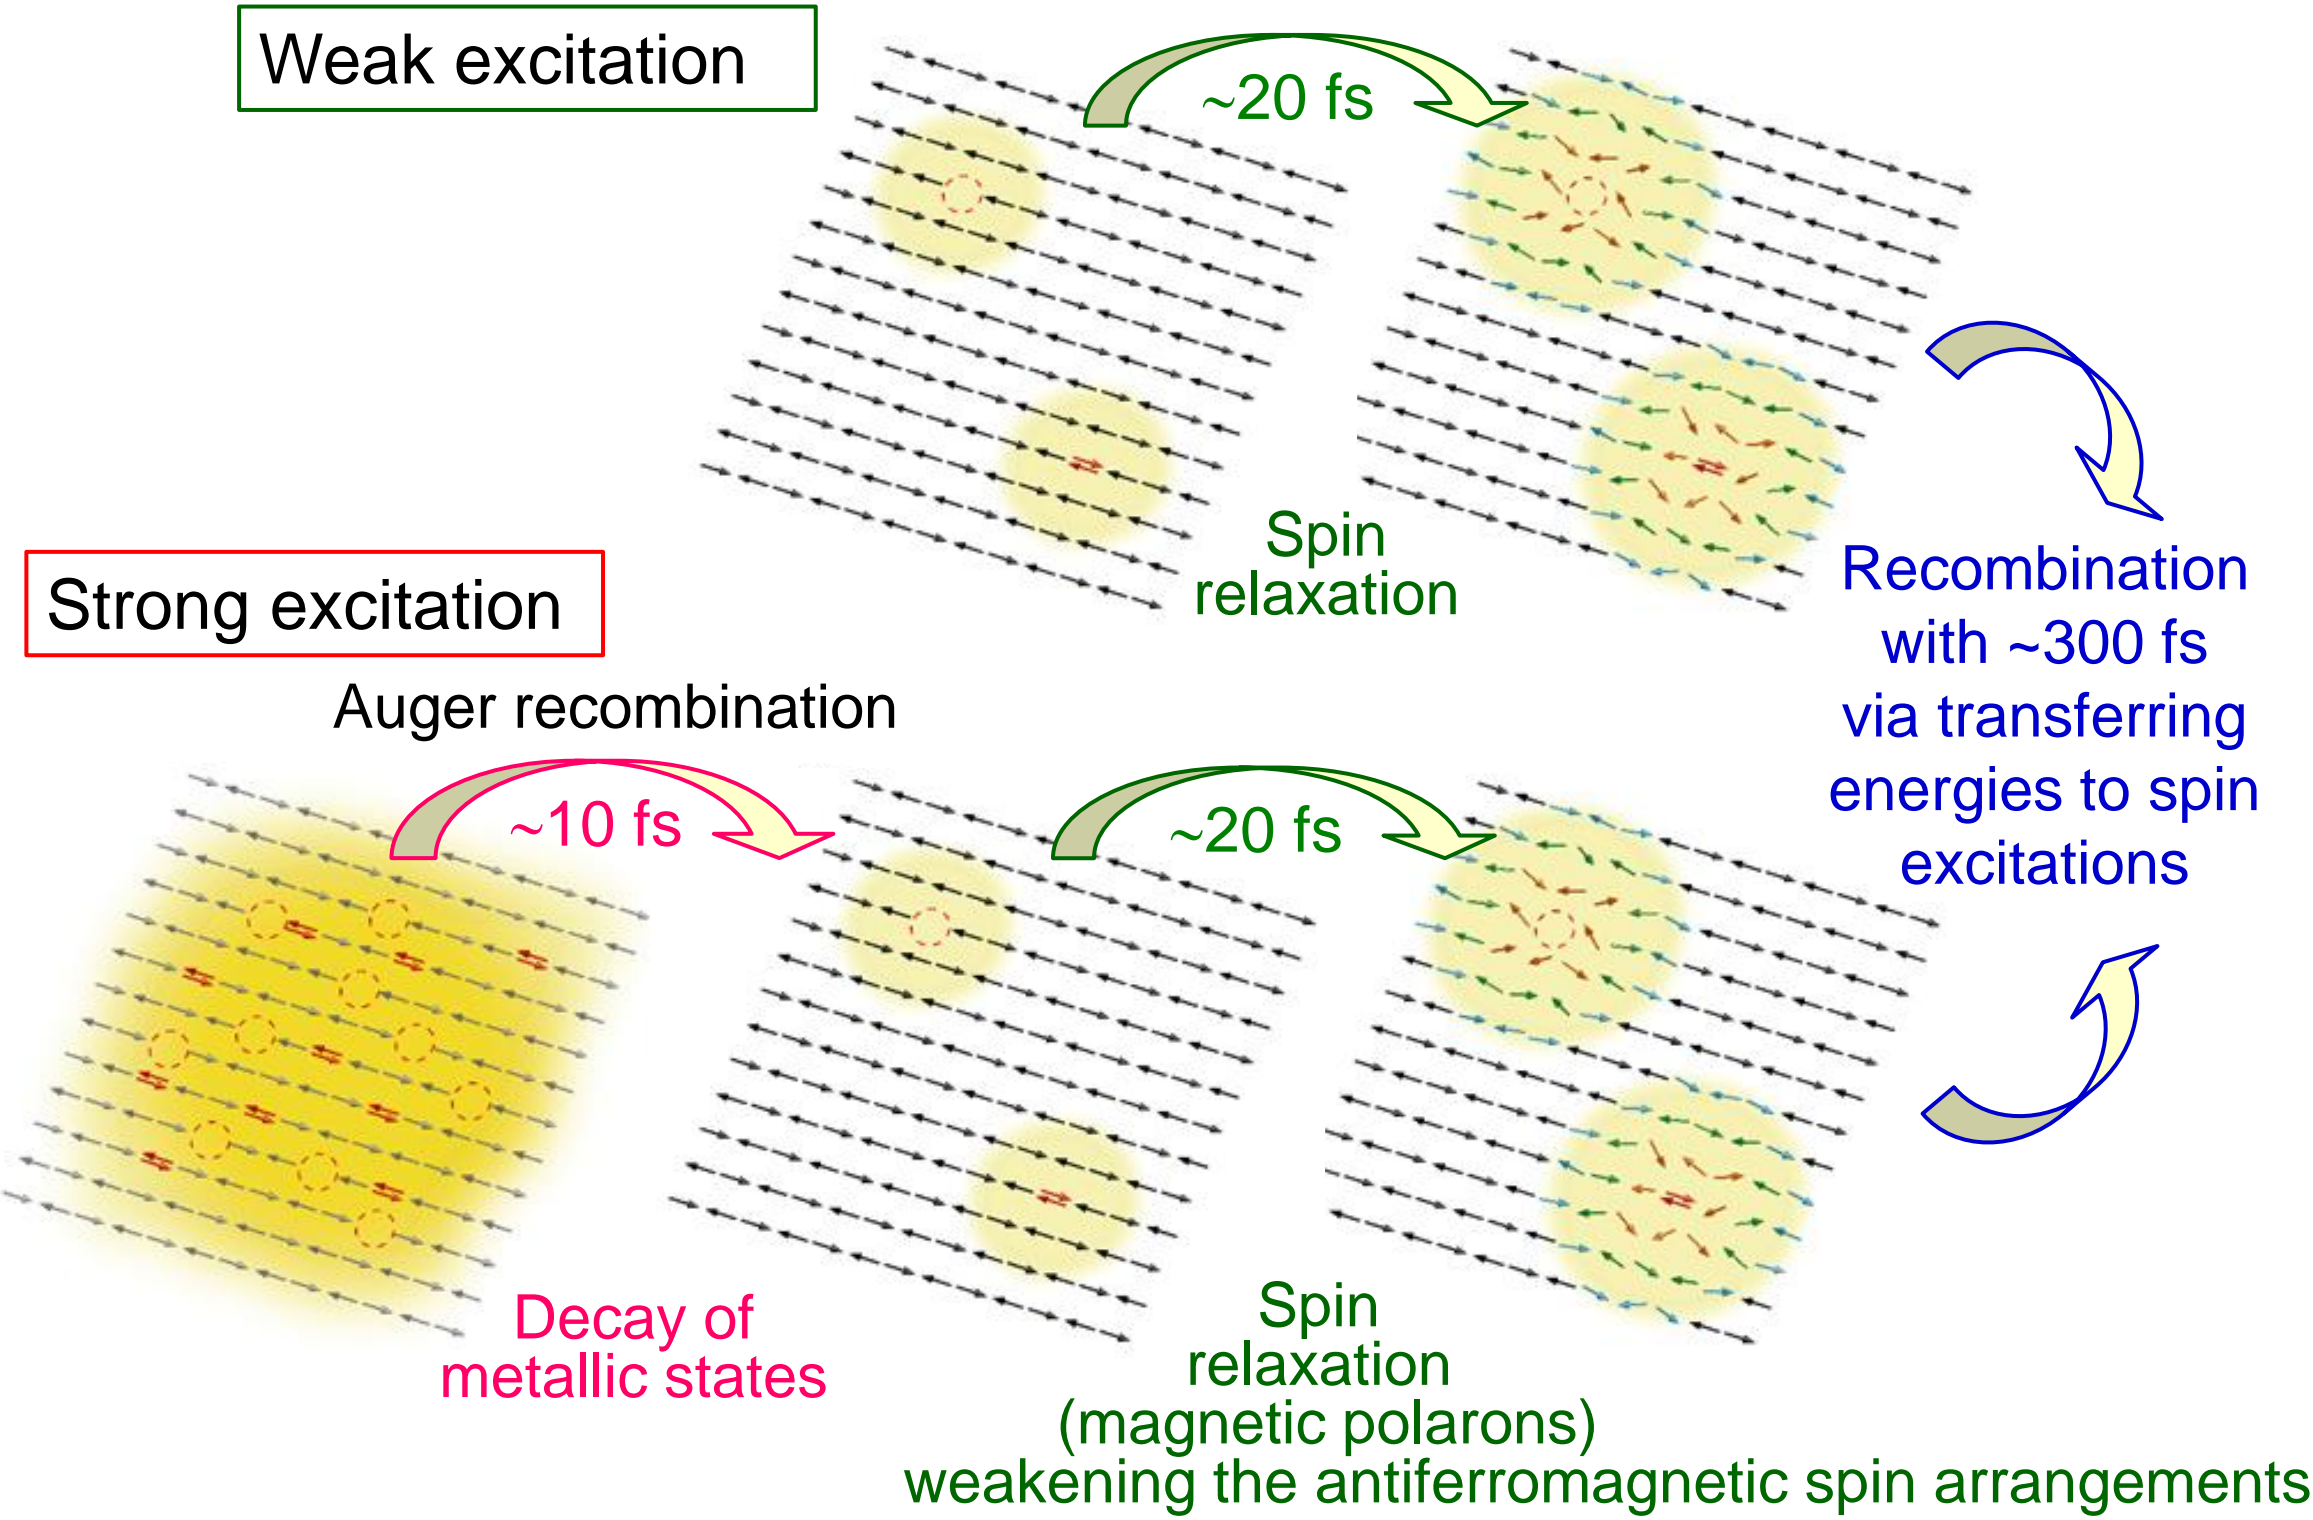 Weak excitation
~20 fs
Spin
relaxation
Recombination
with ~300 fs
via transferring
energies to spin
excitations
Strong excitation
Auger recombination
~10 fs
~20 fs
Decay of
metallic states
Spin
relaxation
(magnetic polarons)
weakening the antiferromagnetic spin arrangements